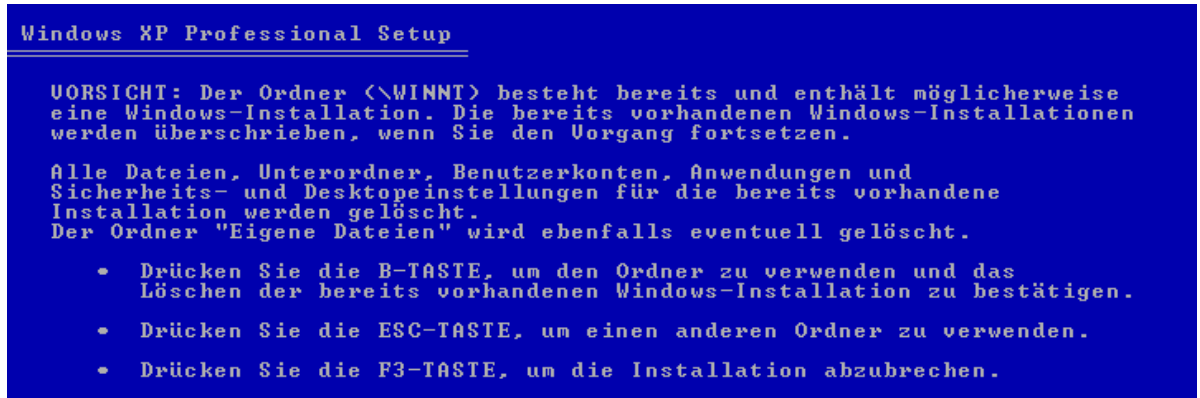 Windows XP Professional Setup
VORSICHT: Der Ordner (\WINNT) besteht bereits und enthält möglicherweise
eine Windows-Installation. Die bereits vorhandenen Windows-Installationen
werden überschrieben, wenn Sie den Vorgang fortsetzen.
Alle Dateien, Unterordner, Benutzerkonten, Anwendungen und
Sicherheits- und Desktopeinstellungen für die bereits vorhandene
Installation werden gelöscht.
Der Ordner "Eigene Dateien" wird ebenfalls eventuell gelöscht.
• Drücken Sie die B-TASTE, um den Ordner zu verwenden und das
Löschen der bereits vorhandenen Windows-Installation zu bestätigen.
• Drücken Sie die ESC-TASTE, um einen anderen Ordner zu verwenden.
• Drücken Sie die F3-TASTE, um die Installation abzubrechen.